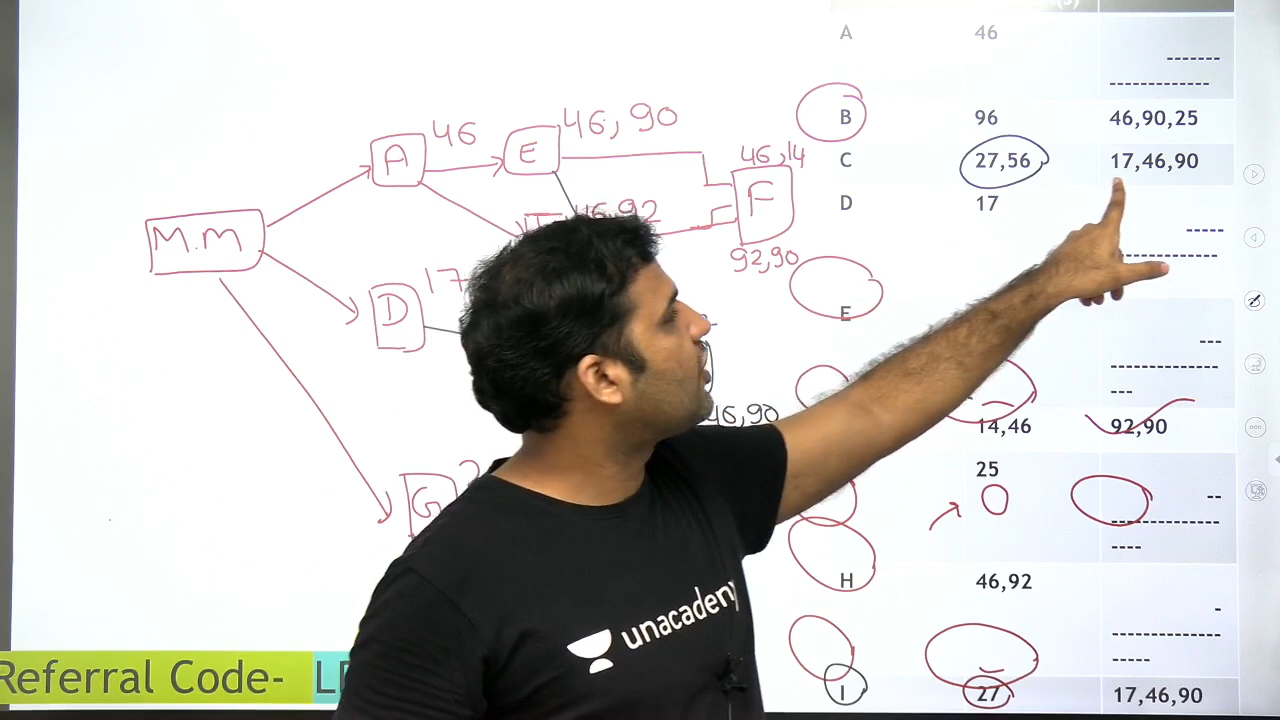 A 46
--------
--------------
46 46, 90
A E
B 96 46,90,25
46,14
C 27,56 17,46,90
F
D 17
46,92
M.M
-----
92,90
17
D
E
---
46,90
14,46 92,90
25
G
H 46,92
unacademy
Referral Code-
I 27 17,46,90